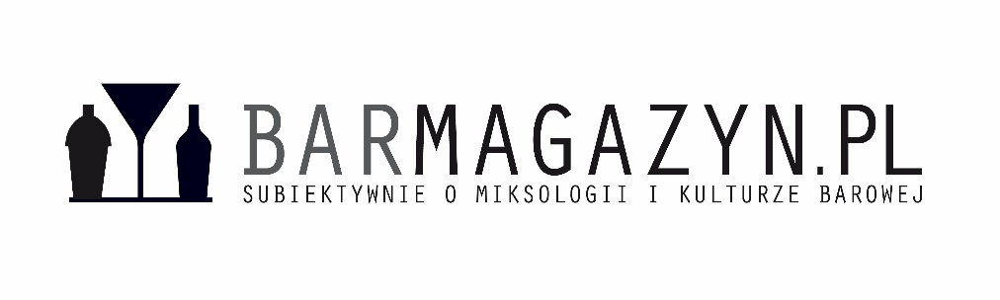 BARMAGAZYN.PL
SUBIEKTYWNIE O MIKSOLOGII I KULTURZE BAROWEJ